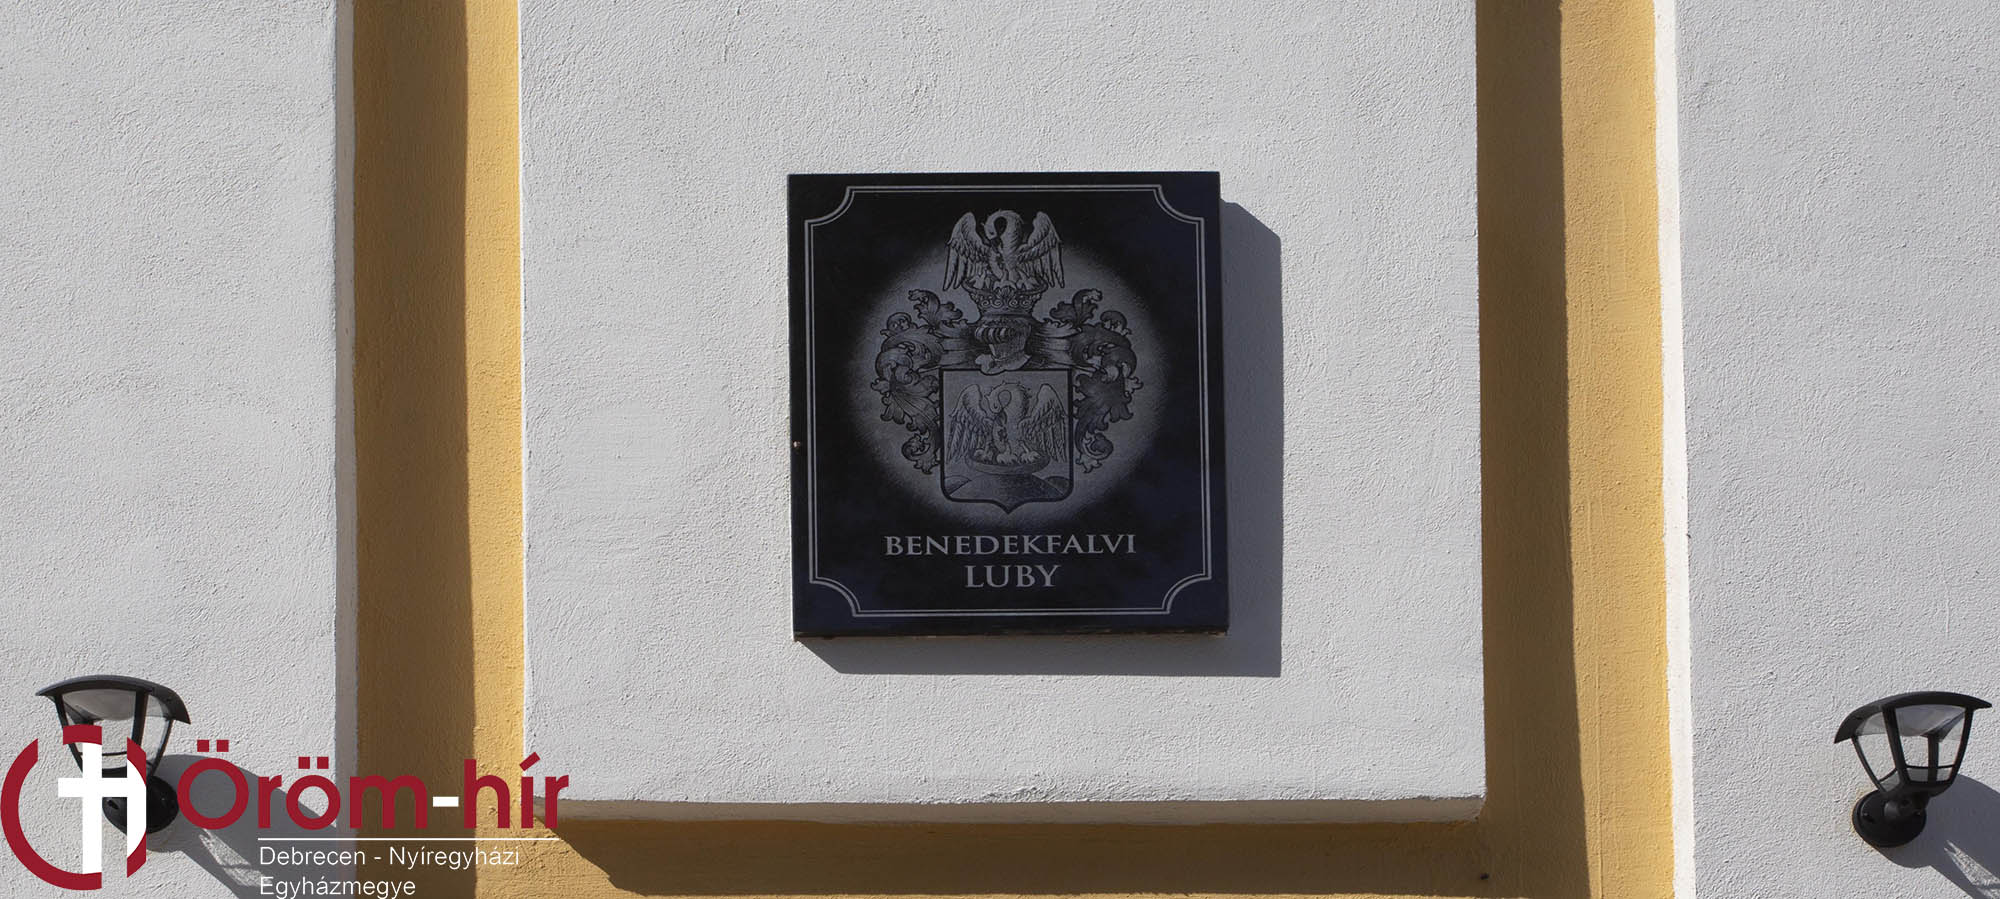 BENEDEKFALVI
LUBY
Öröm-hír
Debrecen - Nyíregyházi
Egyházmegye